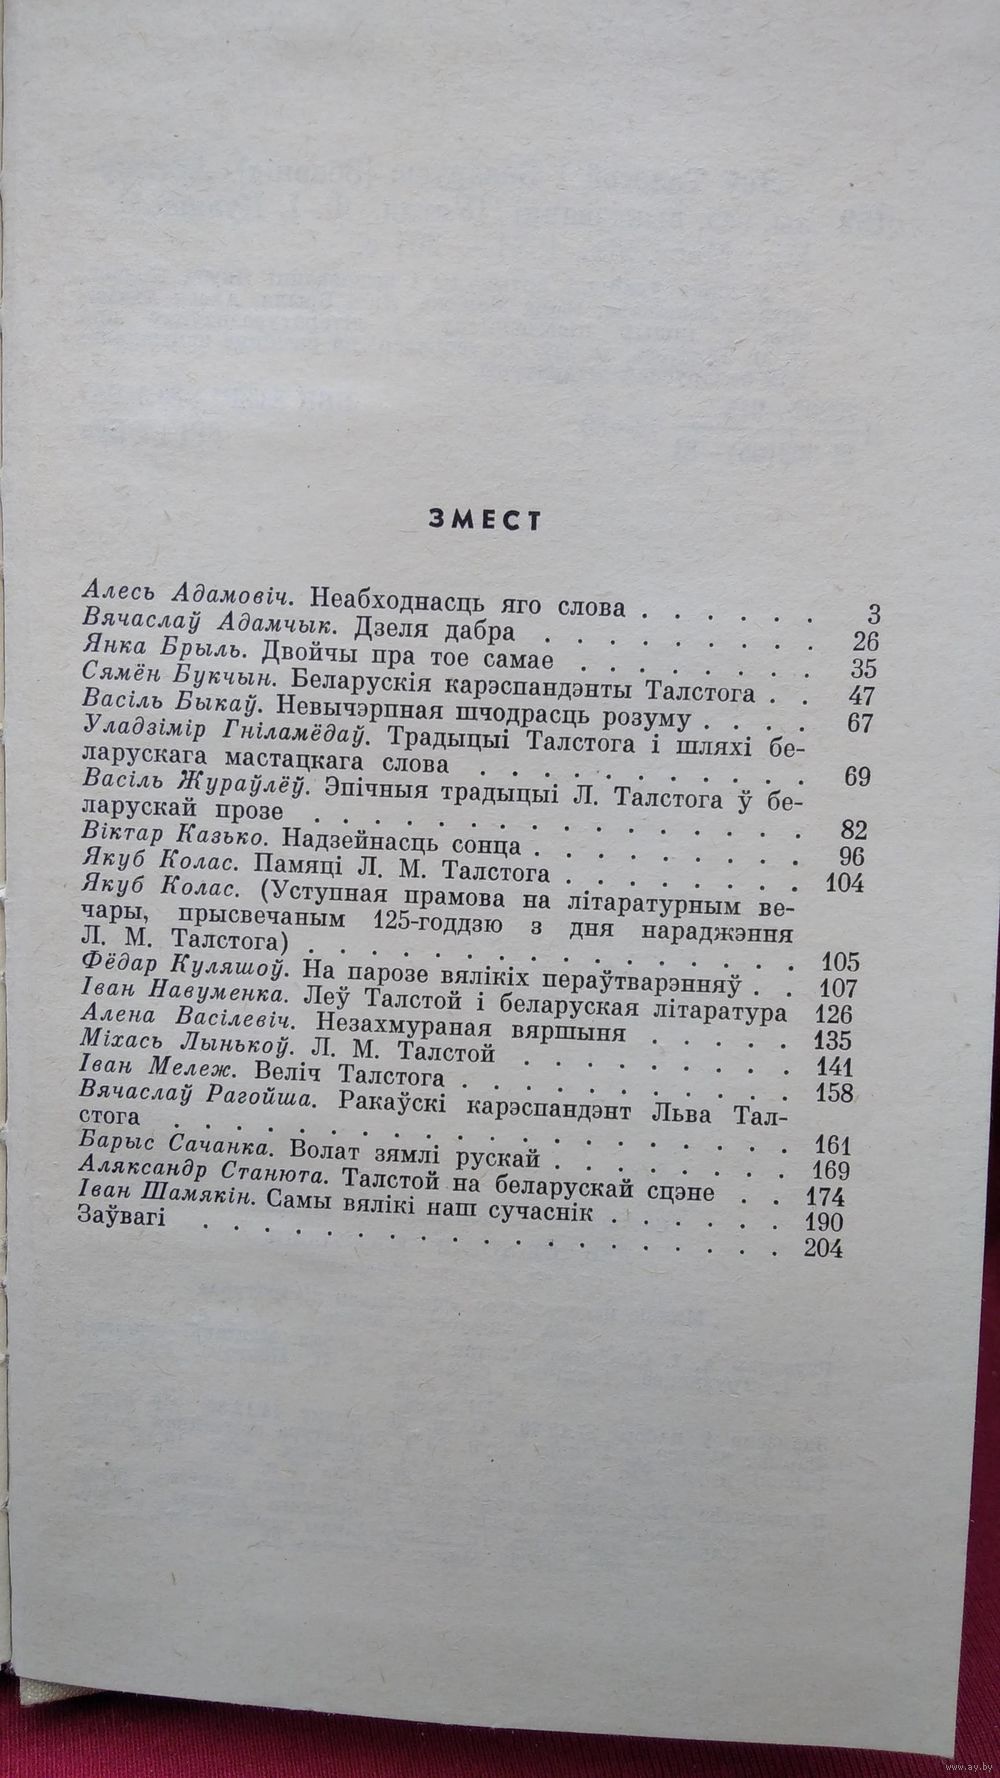 ЗМЕСТ
Алесь Адамовіч. Неабходнасць яго слова . . . . . . 3
Вячаслаў Адамчык. Дзеля дабра . . . . . . . . . 26
Янка Брыль. Двойчы пра тое самае . . . . . . . . 35
Сямён Букчын. Беларускія карэспандэнты Талстога . . 47
Васіль Быкаў. Невычэрпная шчодрасць розуму . . . . 67
Уладзімір Гніламёдаў. Традыцыі Талстога і шляхі бе-
ларускага мастацкага слова . . . . . . . . . . . 69
Васіль Жураўлёў. Эпічныя традыцыі Л. Талстога ў бе-
ларускай прозе . . . . . . . . . . . . . . . . 82
Віктар Казько. Надзейнасць сонца . . . . . . . . . 96
Якуб Колас. Памяці Л. М. Талстога . . . . . . . . 104
Якуб Колас. (Уступная прамова на літаратурным ве-
чары, прысвечаным 125-годдзю з дня нараджэння
Л. М. Талстога) . . . . . . . . . . . . . . . . 105
Фёдар Куляшоў. На парозе вялікіх пераўтварэнняў . . 107
Іван Навуменка. Леў Талстой і беларуская літаратура 126
Алена Васілевіч. Незахмураная вяршыня . . . . . 135
Міхась Лынькоў. Л. М. Талстой . . . . . . . . . 141
Іван Мележ. Веліч Талстога . . . . . . . . . . . 158
Вячаслаў Рагойша. Ракаўскі карэспандэнт Льва Тал-
стога . . . . . . . . . . . . . . . . . . . . 161
Барыс Сачанка. Волат зямлі рускай . . . . . . . . 169
Аляксандр Станюта. Талстой на беларускай сцэне . . 174
Іван Шамякін. Самы вялікі наш сучаснік . . . . . . 190
Заўвагі . . . . . . . . . . . . . . . . . . . 204
www.ay.by